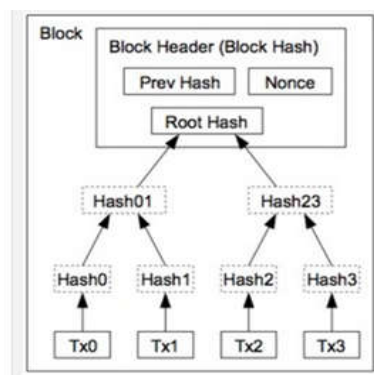 Block
Block Header (Block Hash)
Prev Hash Nonce
Root Hash
Hash01 Hash23
Hash0 Hash1 Hash2 Hash3
Tx0 Tx1 Tx2 Tx3